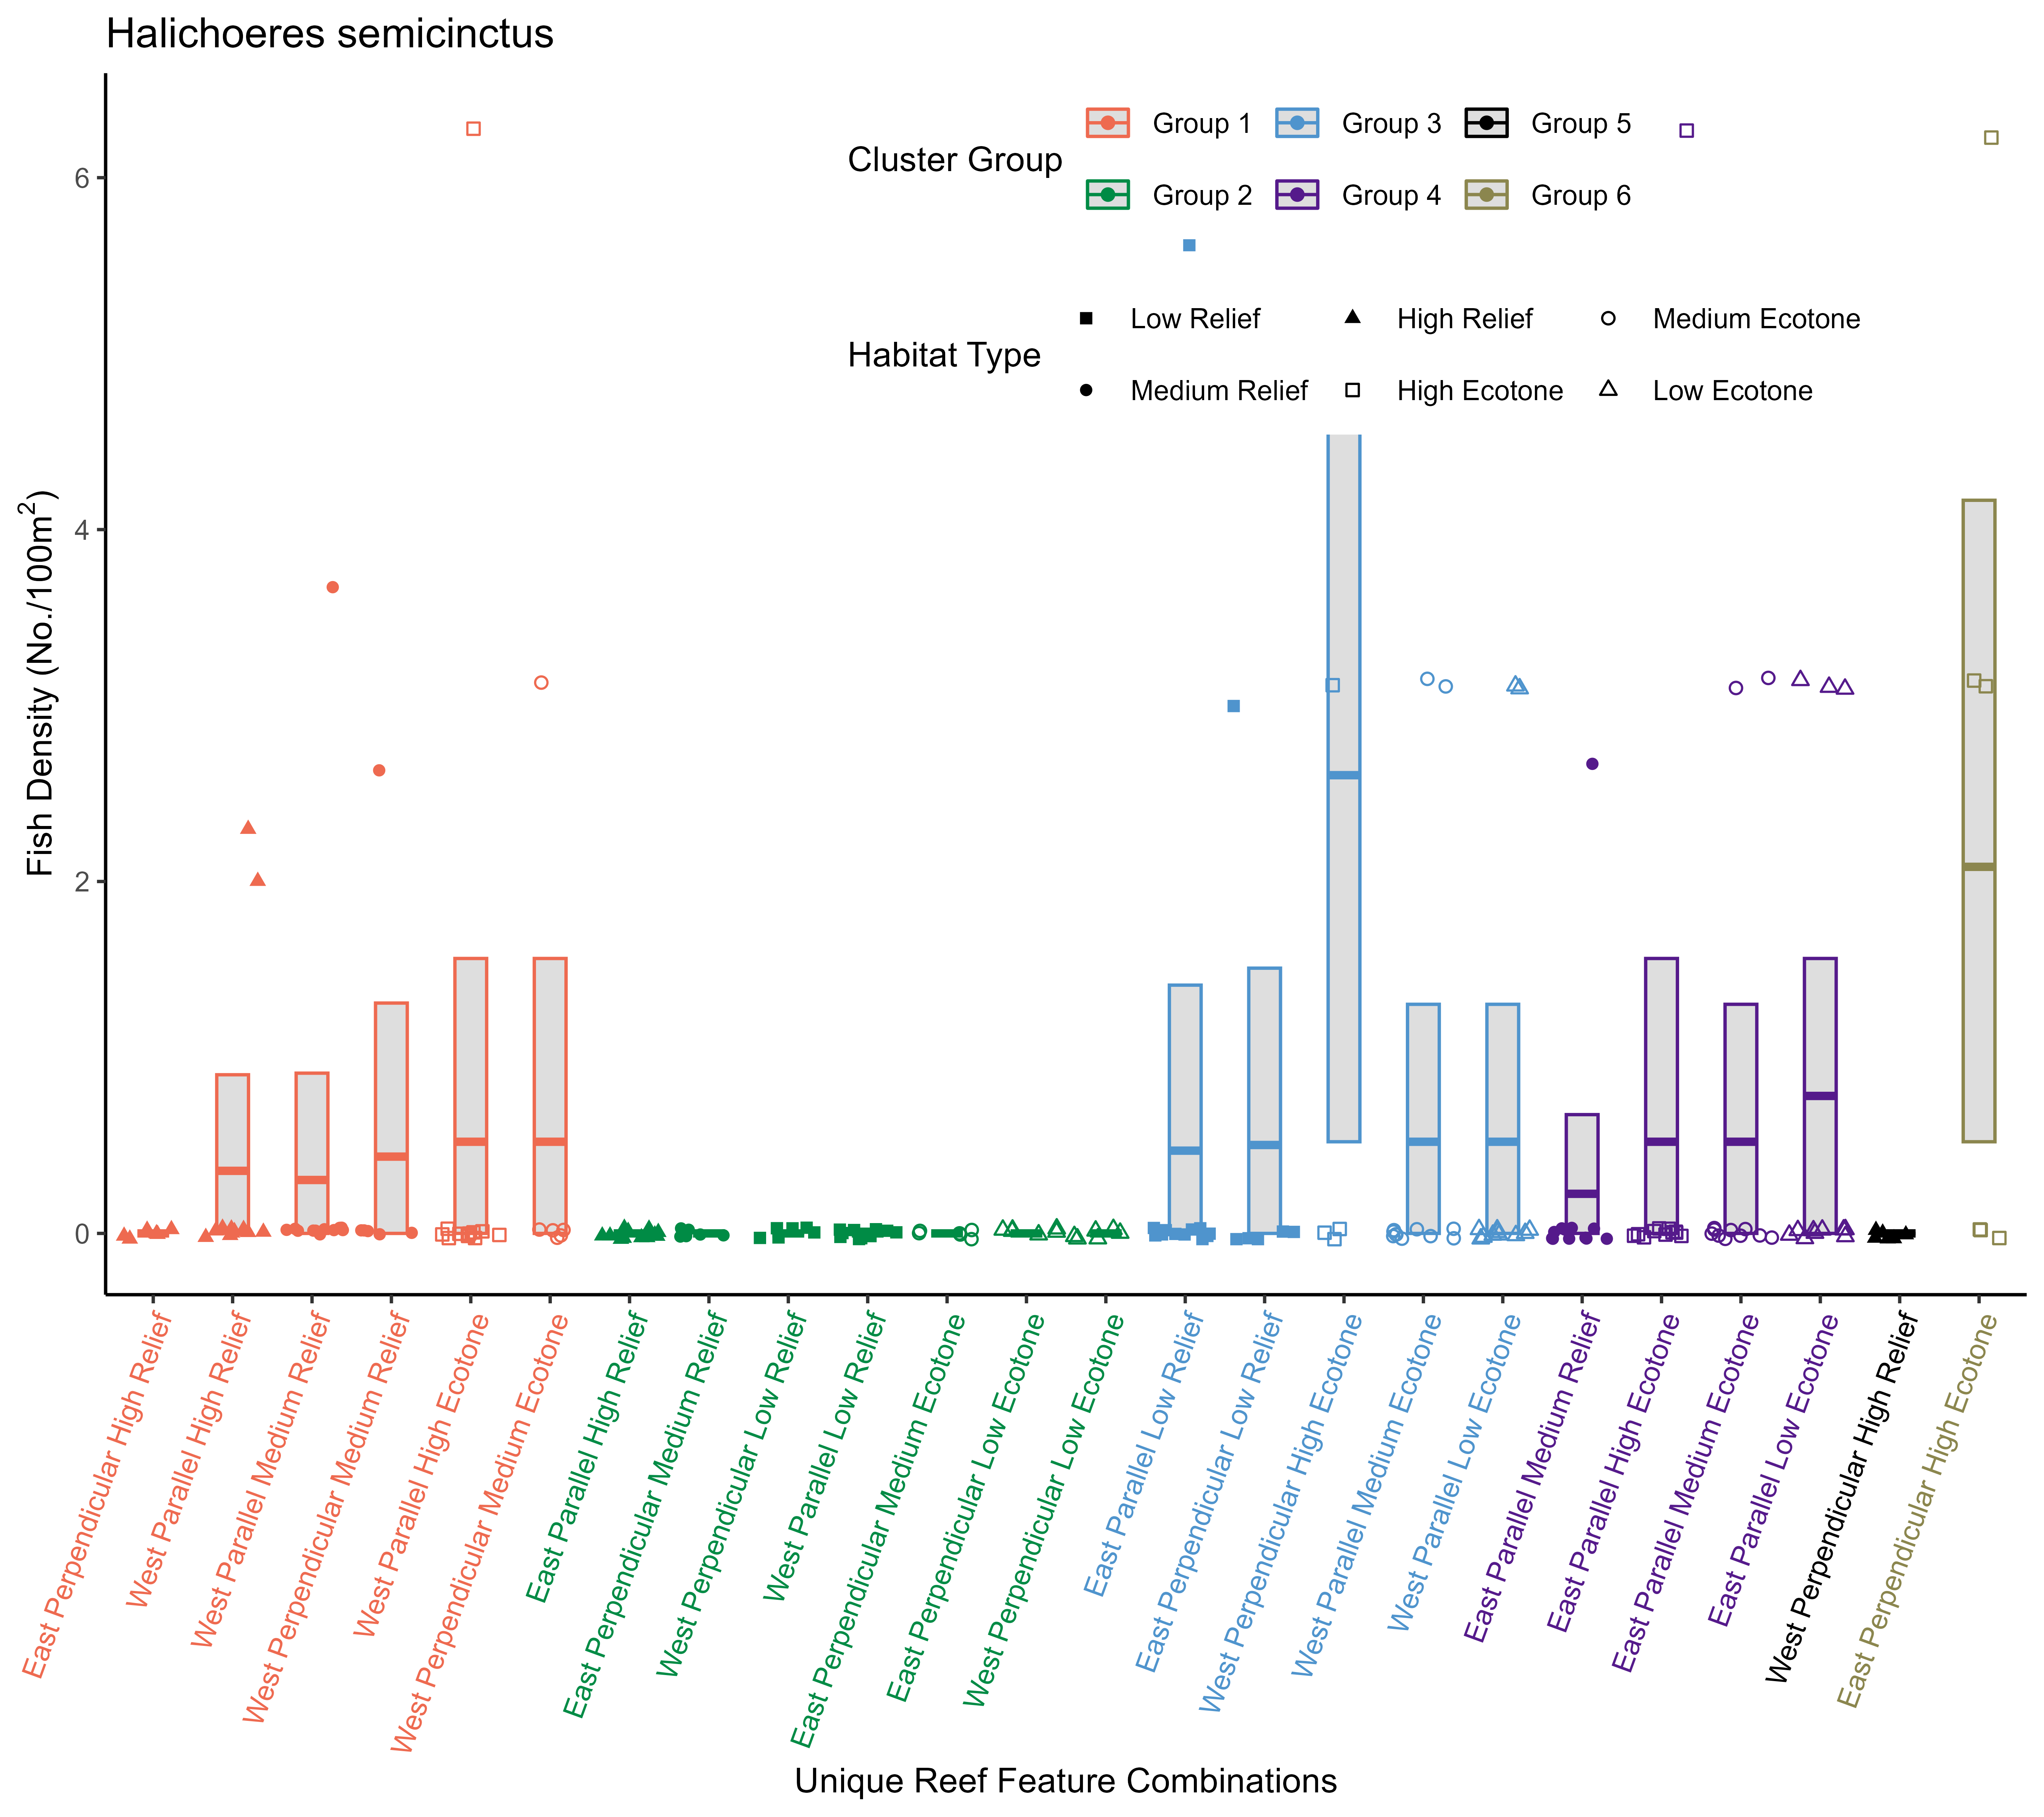 Halichoeres semicinctus
Cluster Group
Group 1
Group 3
Group 5
Group 2
Group 4
Group 6
Habitat Type
Low Relief
High Relief
Medium Ecotone
Medium Relief
High Ecotone
Low Ecotone
Fish Density (No./100m²)
6
4
2
0
East Perpendicular High Relief
West Parallel High Relief
West Parallel Medium Relief
West Perpendicular Medium Relief
West Parallel High Ecotone
West Perpendicular Medium Ecotone
East Parallel High Relief
East Perpendicular Medium Relief
West Perpendicular Low Relief
West Parallel Low Relief
East Perpendicular Medium Ecotone
East Perpendicular Low Ecotone
West Perpendicular Low Ecotone
East Parallel Low Relief
East Perpendicular Low Relief
West Perpendicular High Ecotone
West Parallel Medium Ecotone
West Parallel Low Ecotone
East Parallel Medium Relief
East Parallel High Ecotone
East Parallel Medium Ecotone
East Parallel Low Ecotone
West Perpendicular High Relief
East Perpendicular High Ecotone
Unique Reef Feature Combinations